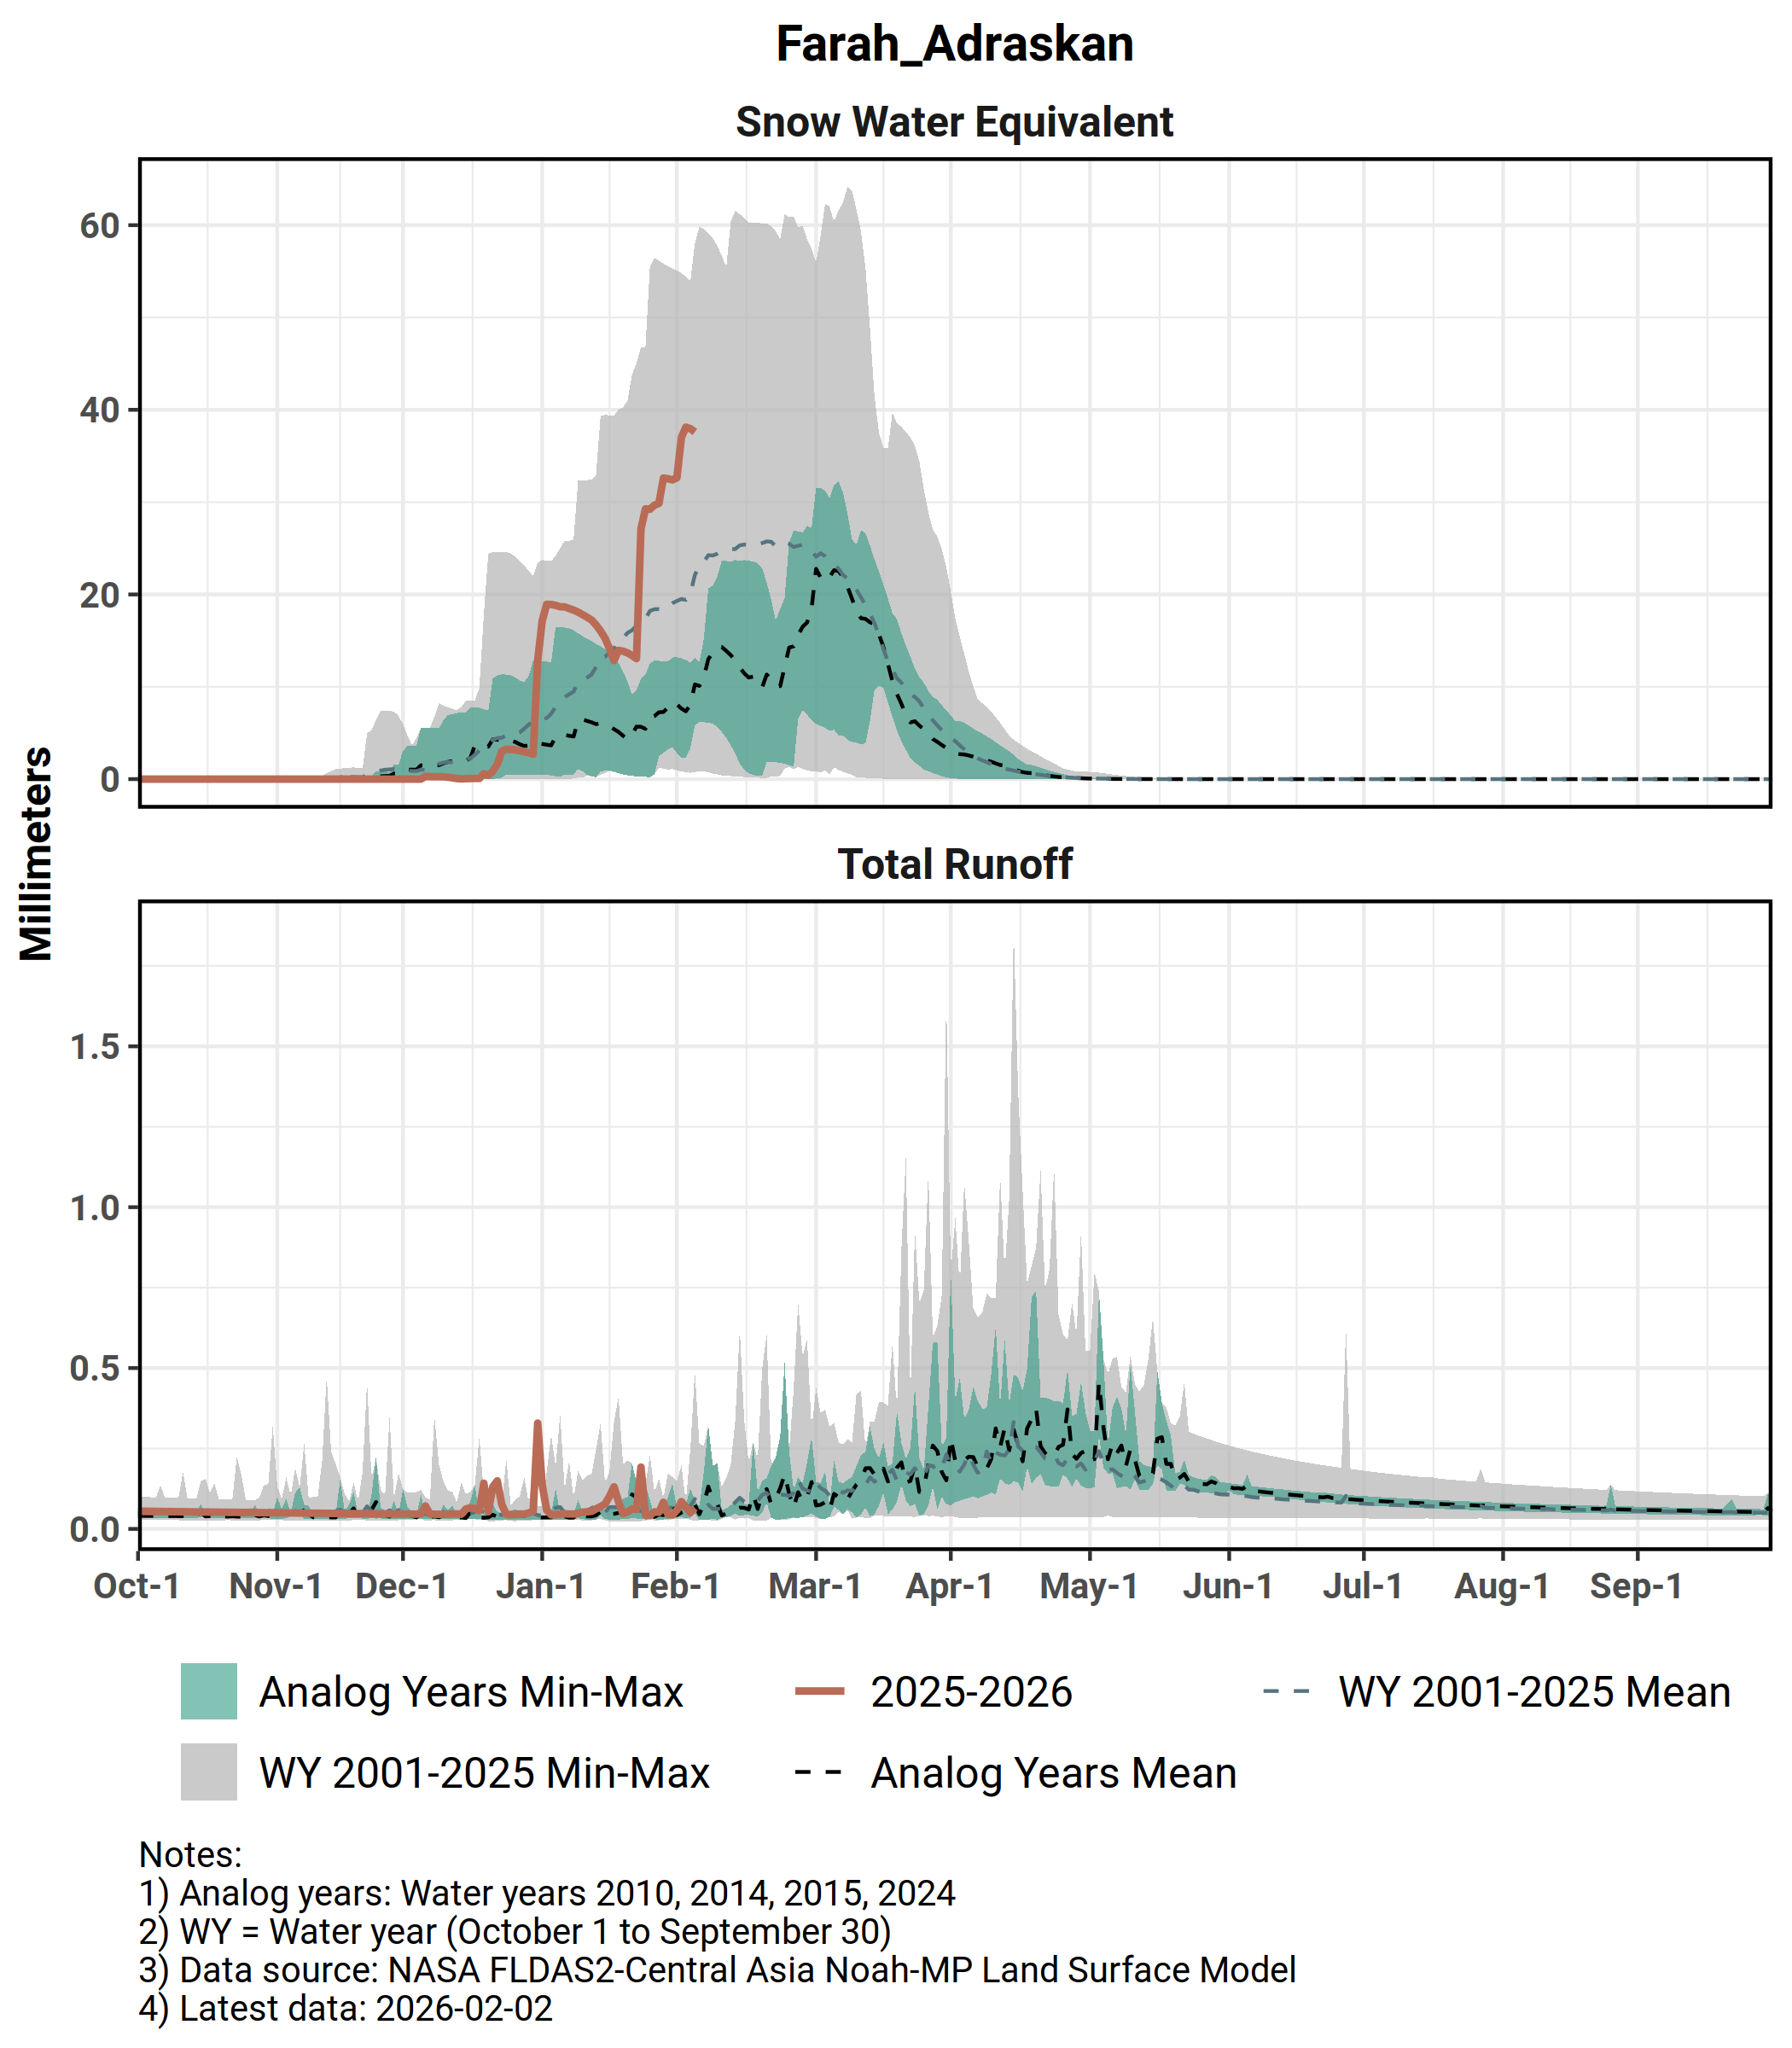 Farah_Adraskan
Snow Water Equivalent
60
40
20
0
Millimeters
Total Runoff
1.5
1.0
0.5
0.0
Oct-1 Nov-1 Dec-1 Jan-1 Feb-1 Mar-1 Apr-1 May-1 Jun-1 Jul-1 Aug-1 Sep-1
Analog Years Min-Max 2025-2026 WY 2001-2025 Mean
WY 2001-2025 Min-Max Analog Years Mean
Notes:
1) Analog years: Water years 2010, 2014, 2015, 2024
2) WY = Water year (October 1 to September 30)
3) Data source: NASA FLDAS2-Central Asia Noah-MP Land Surface Model
4) Latest data: 2026-02-02